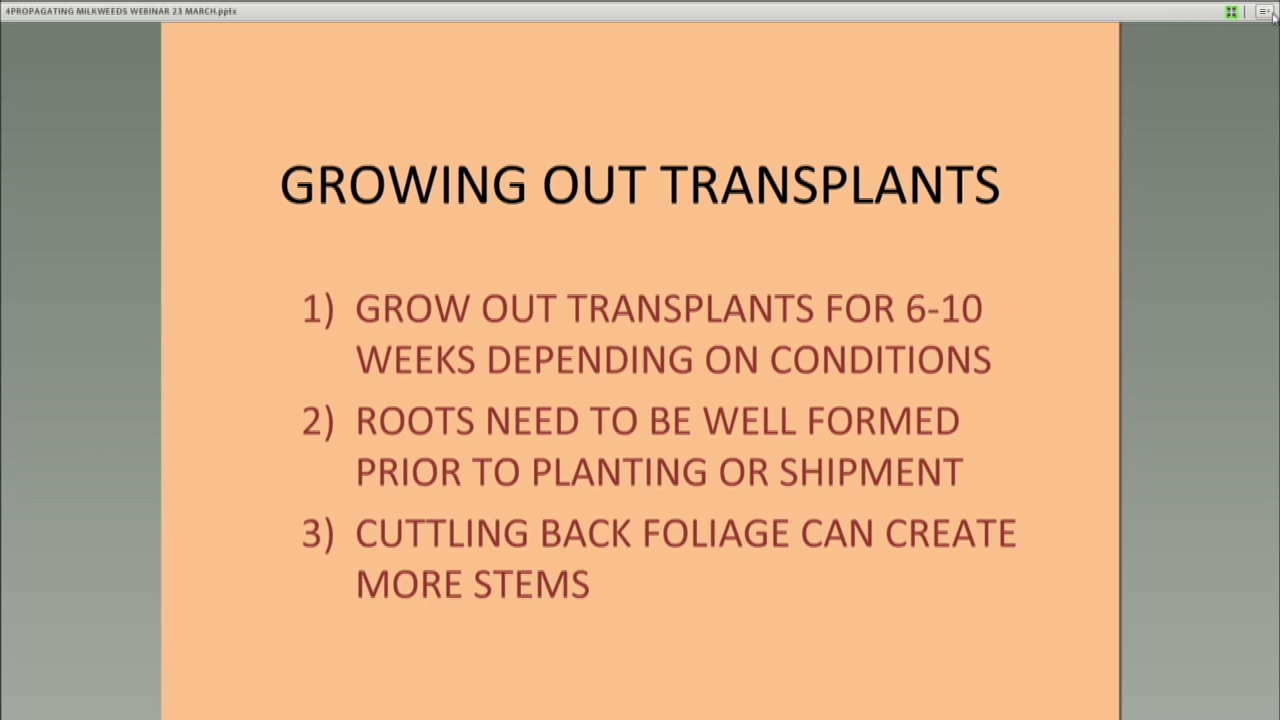 4PROPAGATING MILKWEEDS WEBINAR 23 MARCH.pptx
GROWING OUT TRANSPLANTS
1) GROW OUT TRANSPLANTS FOR 6-10
WEEKS DEPENDING ON CONDITIONS
2) ROOTS NEED TO BE WELL FORMED
PRIOR TO PLANTING OR SHIPMENT
3) CUTTLING BACK FOLIAGE CAN CREATE
MORE STEMS